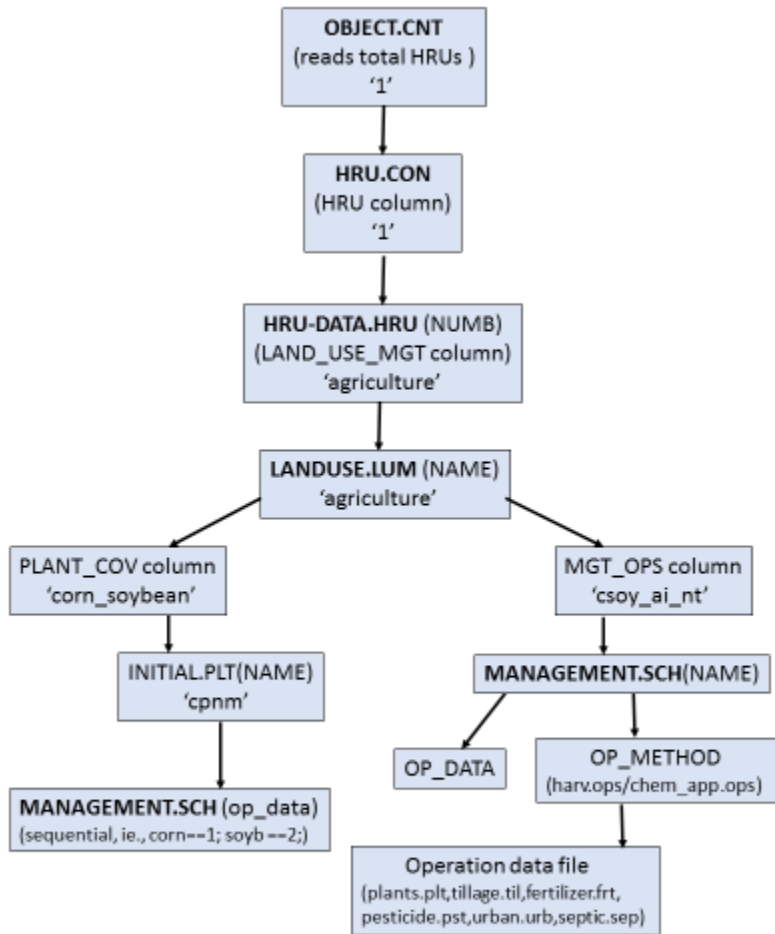 OBJECT.CNT
(reads total HRUs )
‘1’
HRU.CON
(HRU column)
‘1’
HRU-DATA.HRU (NUMB)
(LAND_USE_MGT column)
‘agriculture’
LANDUSE.LUM (NAME)
‘agriculture’
PLANT_COV column
‘corn_soybean’
MGT_OPS column
‘csoy_ai_nt’
INITIAL.PLT(NAME)
‘cpnm’
MANAGEMENT.SCH(NAME)
MANAGEMENT.SCH (op_data)
(sequential, ie., corn==1; soyb ==2;)
OP_DATA
OP_METHOD
(harv.ops/chem_app.ops)
Operation data file
(plants.plt,tillage.til,fertilizer.frt,
pesticide.pst,urban.urb,septic.sep)